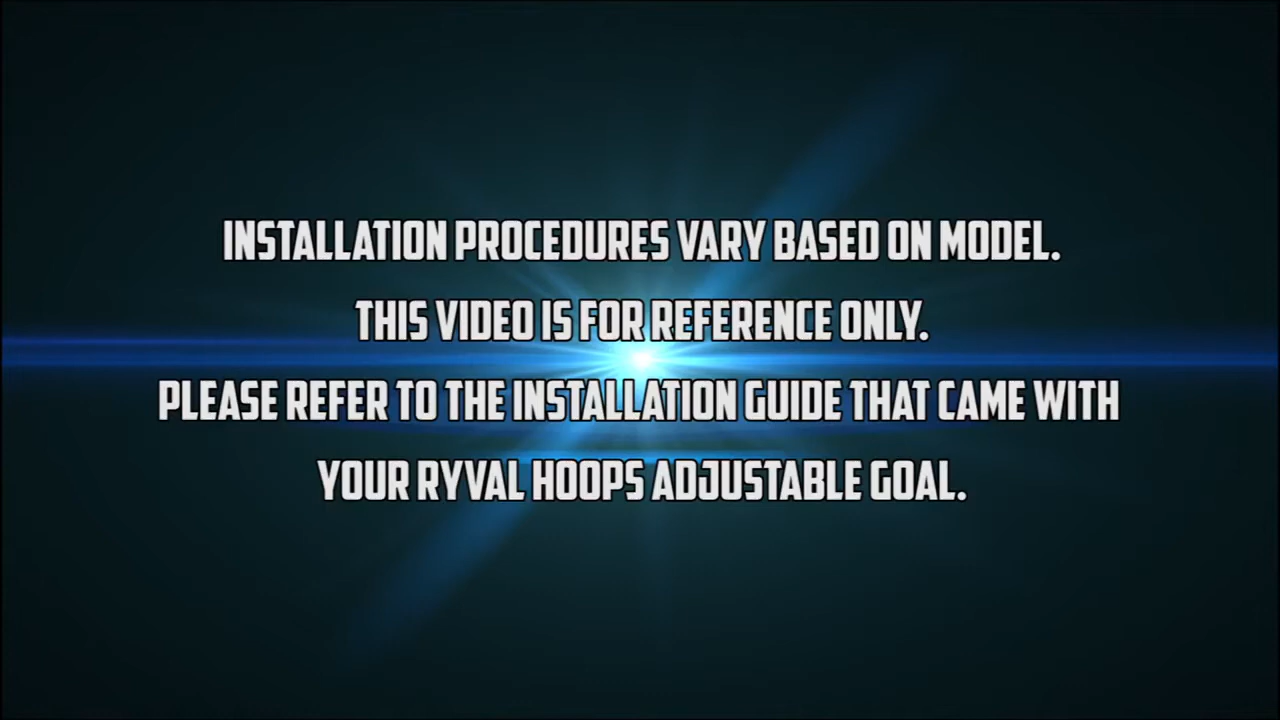 INSTALLATION PROCEDURES VARY BASED ON MODEL.
THIS VIDEO IS FOR REFERENCE ONLY.
PLEASE REFER TO THE INSTALLATION GUIDE THAT CAME WITH
YOUR RYVAL HOOPS ADJUSTABLE GOAL.